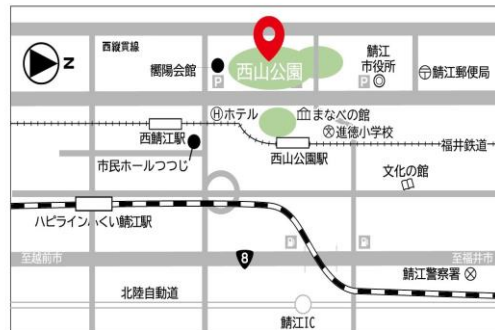 西縦貫線
N
嚮陽会館
P
西山公園
鯖江
市役所
P
鯖江郵便局
H ホテル
まなべの館
文 進徳小学校
西鯖江駅
西山公園駅
福井鉄道
市民ホールつつじ
文化の館
ハピラインふくい鯖江駅
至越前市
8
P
至福井市
鯖江警察署
北陸自動車道
鯖江IC